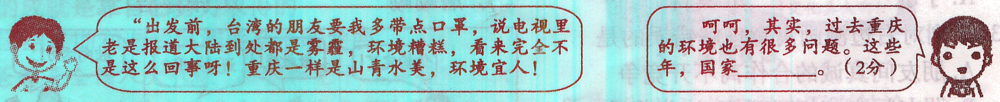 “出发前，台湾的朋友要我多带点口罩，说电视里
老是报道大陆到处都是雾霾，环境糟糕，看来完全不
是这么回事呀！重庆一样是山青水美，环境宜人！
呵呵，其实，过去重庆
的环境也有很多问题。这些
年，国家________。（2分）